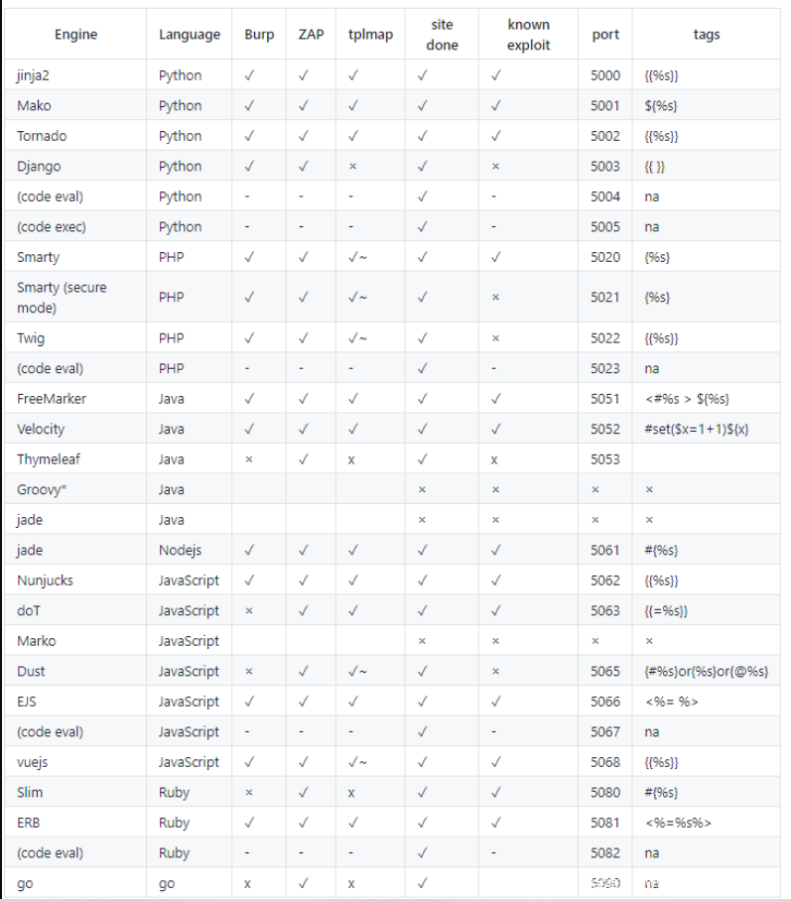 Engine Language Burp ZAP tplmap site done known exploit port tags
jinja2 Python ✓ ✓ ✓ ✓ ✓ 5000 {{%s}}
Mako Python ✓ ✓ ✓ ✓ ✓ 5001 ${%s}
Tornado Python ✓ ✓ ✓ ✓ ✓ 5002 {{%s}}
Django Python ✓ ✓ × ✓ × 5003 {{ }}
(code eval) Python - - - ✓ - 5004 na
(code exec) Python - - - ✓ - 5005 na
Smarty PHP ✓ ✓ ✓~ ✓ ✓ 5020 {%s}
Smarty (secure mode) PHP ✓ ✓ ✓~ ✓ × 5021 {%s}
Twig PHP ✓ ✓ ✓~ ✓ × 5022 {{%s}}
(code eval) PHP - - - ✓ - 5023 na
FreeMarker Java ✓ ✓ ✓ ✓ ✓ 5051 <#%s > ${%s}
Velocity Java ✓ ✓ ✓ ✓ ✓ 5052 #set($x=1+1)${x}
Thymeleaf Java × ✓ x ✓ x 5053
Groovy* Java × × × ×
jade Java × × × ×
jade Nodejs ✓ ✓ ✓ ✓ ✓ 5061 #{%s}
Nunjucks JavaScript ✓ ✓ ✓ ✓ ✓ 5062 {{%s}}
doT JavaScript × ✓ ✓ ✓ ✓ 5063 {{=%s}}
Marko JavaScript × × × ×
Dust JavaScript × ✓ ✓~ ✓ × 5065 {#%s}or{%s}or{@%s}
EJS JavaScript ✓ ✓ ✓ ✓ ✓ 5066 <%= %>
(code eval) JavaScript - - - ✓ - 5067 na
vuejs JavaScript ✓ ✓ ✓~ ✓ ✓ 5068 {{%s}}
Slim Ruby × ✓ x ✓ ✓ 5080 #{%s}
ERB Ruby ✓ ✓ ✓ ✓ ✓ 5081 <%=%s%>
(code eval) Ruby - - - ✓ - 5082 na
go go x ✓ x ✓ 5090 na